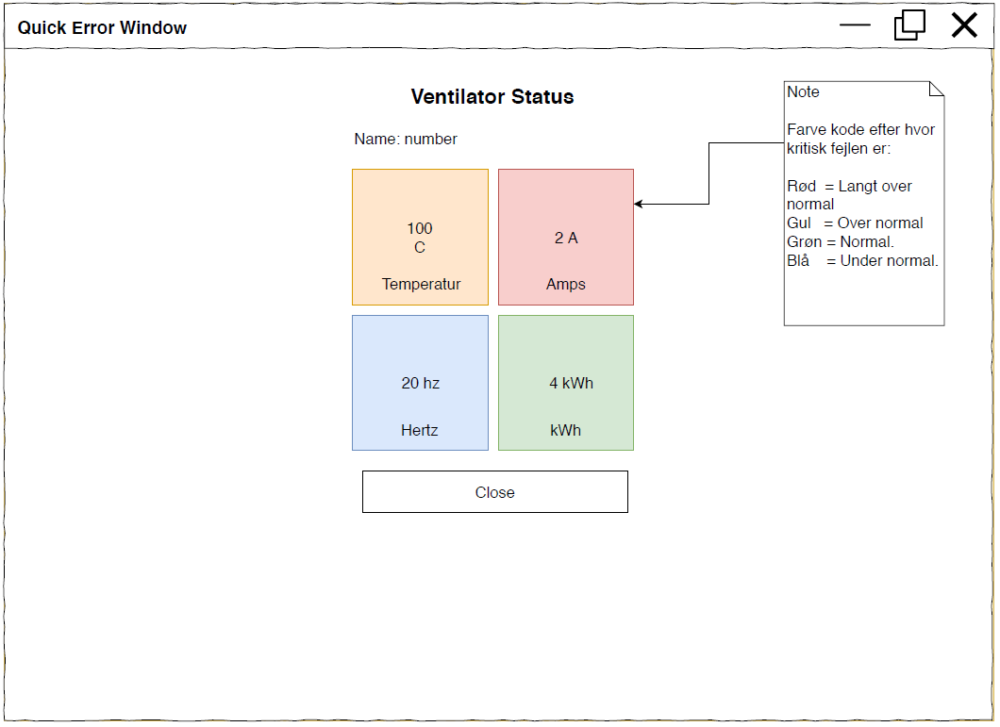 Quick Error Window
Ventilator Status
Name: number
100
C
Temperatur
2 A
Amps
20 hz
Hertz
4 kWh
kWh
Close
Note
Farve kode efter hvor
kritisk fejlen er:
Rød = Langt over
normal
Gul = Over normal
Grøn = Normal.
Blå = Under normal.